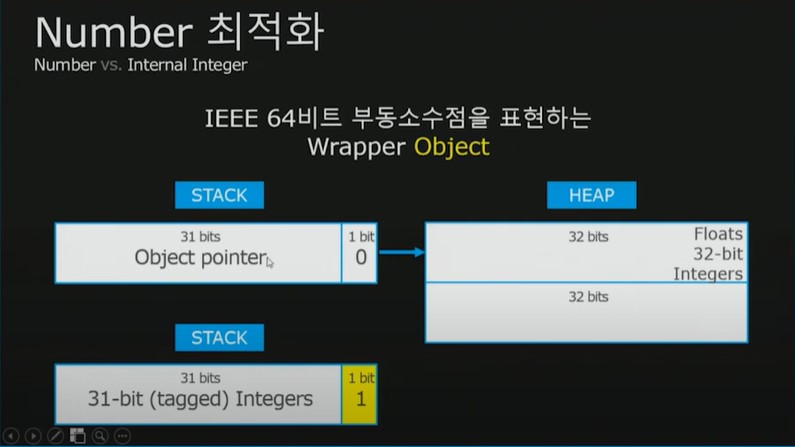 Number 최적화
Number vs. Internal Integer
IEEE 64비트 부동소수점을 표현하는
Wrapper Object
STACK
31 bits
Object pointer
1 bit
0
HEAP
32 bits
Floats
32-bit
Integers
32 bits
STACK
31 bits
31-bit (tagged) Integers
1 bit
1